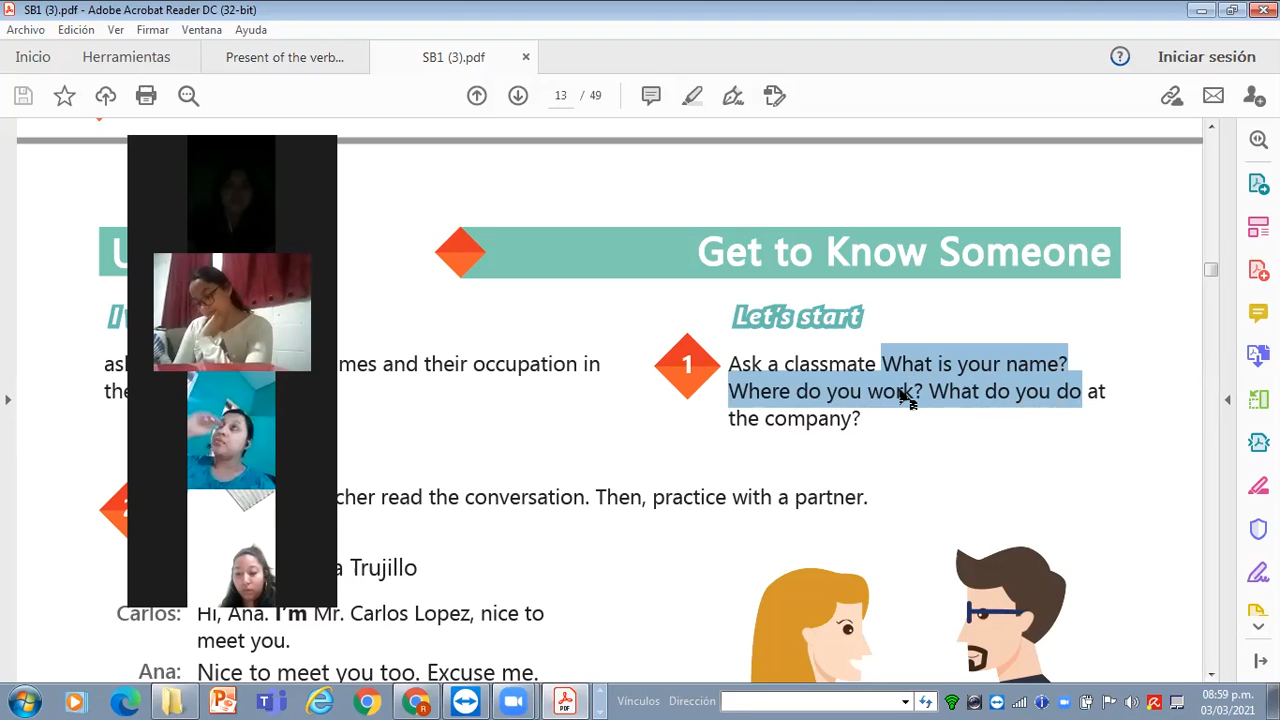 SB1 (3).pdf - Adobe Acrobat Reader DC (32-bit)
Archivo Edición Ver Firmar Ventana Ayuda
Inicio Herramientas Present of the verb... SB1 (3).pdf × Iniciar sesión
13 / 49
U
Get to Know Someone
Let's start
1
Ask a classmate What is your name?
Where do you work? What do you do at
the company?
mes and their occupation in
cher read the conversation. Then, practice with a partner.
a Trujillo
Carlos: Hi, Ana. I'm Mr. Carlos Lopez, nice to
meet you.
Ana: Nice to meet you too. Excuse me.
Vínculos Dirección
08:59 p.m.
03/03/2021